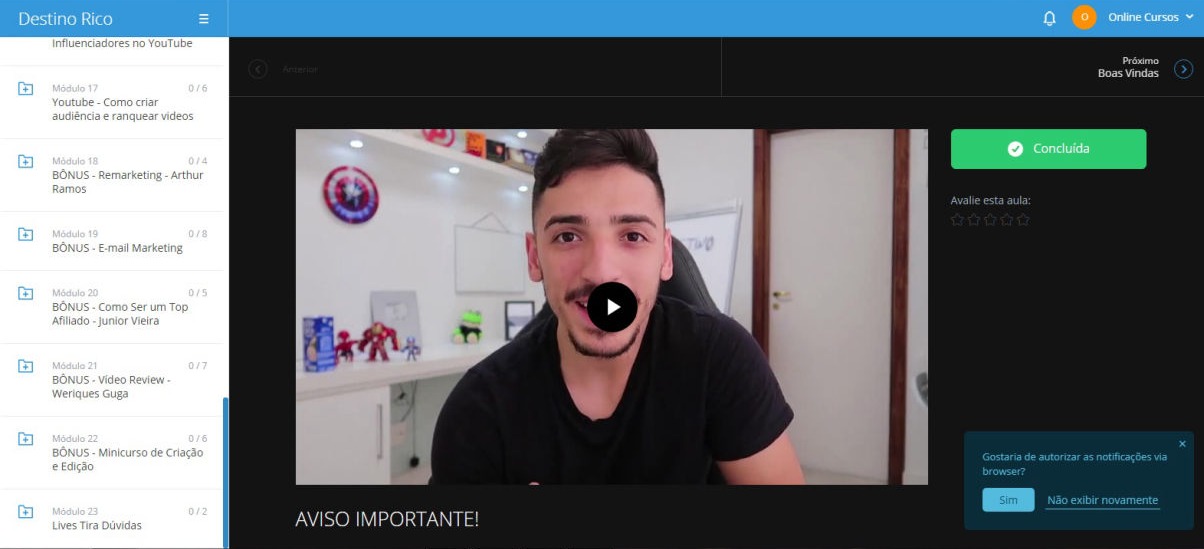 Destino Rico
O
Online Cursos
Influenciadores no YouTube
Módulo 17
0 / 6
Youtube - Como criar
audiência e ranquear videos
Módulo 18
0 / 4
BÔNUS - Remarketing - Arthur
Ramos
Módulo 19
0 / 8
BÔNUS - E-mail Marketing
Módulo 20
0 / 5
BÔNUS - Como Ser um Top
Afiliado - Junior Vieira
Módulo 21
0 / 7
BÔNUS - Vídeo Review -
Weriques Guga
Módulo 22
0 / 6
BÔNUS - Minicurso de Criação
e Edição
Módulo 23
0 / 2
Lives Tira Dúvidas
Anterior
Próximo
Boas Vindas
AVISO IMPORTANTE!
Concluída
Avalie esta aula:
Gostaria de autorizar as notificações via
browser?
Sim
Não exibir novamente